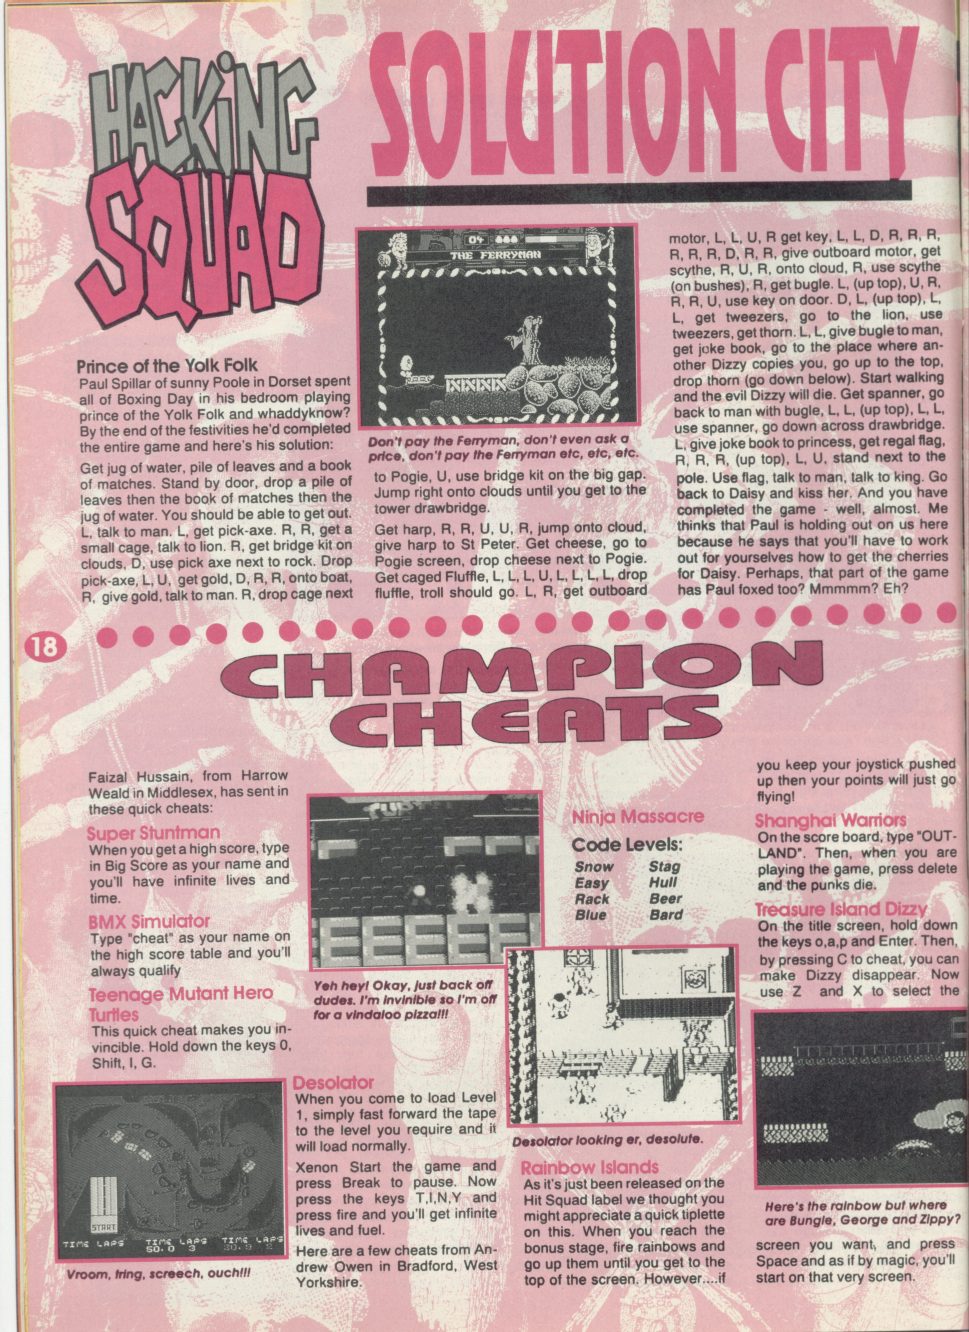 HACKING
SQUAD
SOLUTION CITY
Prince of the Yolk Folk
Paul Spillar of sunny Poole in Dorset spent
all of Boxing Day in his bedroom playing
prince of the Yolk Folk and whaddyknow?
By the end of the festivities he'd completed
the entire game and here's his solution:
Get jug of water, pile of leaves and a book
of matches. Stand by door, drop a pile of
leaves then the book of matches then the
jug of water. You should be able to get out.
L, talk to man. L, get pick-axe. R, R, get a
small cage, talk to lion. R, get bridge kit on
clouds, D, use pick axe next to rock. Drop
pick-axe, L, U, get gold, D, R, R, onto boat,
R, give gold, talk to man. R, drop cage next
04
THE FERRYMAN
Don't pay the Ferryman, don't even ask a
price, don't pay the Ferryman etc, etc, etc.
to Pogie, U, use bridge kit on the big gap.
Jump right onto clouds until you get to the
tower drawbridge.
Get harp, R, R, U, U, R, jump onto cloud,
give harp to St Peter. Get cheese, go to
Pogie screen, drop cheese next to Pogie.
Get caged Fluffle, L, L, L, U, L, L, L, L, drop
fluffle, troll should go. L, R, get outboard
motor, L, L, U, R get key, L, L, D, R, R, R,
R, R, R, D, R, R, give outboard motor, get
scythe, R, U, R, onto cloud, R, use scythe
(on bushes), R, get bugle. L, (up top), U, R,
R, R, U, use key on door. D, L, (up top), L,
L, get tweezers, go to the lion, use
tweezers, get thorn. L, L, give bugle to man,
get joke book, go to the place where an-
other Dizzy copies you, go up to the top,
drop thorn (go down below). Start walking
and the evil Dizzy will die. Get spanner, go
back to man with bugle, L, L, (up top), L, L,
use spanner, go down across drawbridge.
L, give joke book to princess, get regal flag,
R, R, R, (up top), L, U, stand next to the
pole. Use flag, talk to man, talk to king. Go
back to Daisy and kiss her. And you have
completed the game - well, almost. Me
thinks that Paul is holding out on us here
because he says that you'll have to work
out for yourselves how to get the cherries
for Daisy. Perhaps, that part of the game
has Paul foxed too? Mmmmm? Eh?
18
CHAMPION
CHEATS
Faizal Hussain, from Harrow
Weald in Middlesex, has sent in
these quick cheats:
Super Stuntman
When you get a high score, type
in Big Score as your name and
you'll have infinite lives and
time.
BMX Simulator
Type "cheat" as your name on
the high score table and you'll
always qualify
Teenage Mutant Hero
Turtles
This quick cheat makes you in-
vincible. Hold down the keys 0,
Shift, I, G.
START
TIME LAPS TIME LAPS TIME LAPS
50.0 3
Vroom, tring, screech, ouch!!!
Yeh hey! Okay, just back off
dudes. I'm invinible so I'm off
for a vindaloo pizza!!!
Desolator
When you come to load Level
1, simply fast forward the tape
to the level you require and it
will load normally.
Xenon Start the game and
press Break to pause. Now
press the keys T,I,N,Y and
press fire and you'll get infinite
lives and fuel.
Here are a few cheats from An-
drew Owen in Bradford, West
Yorkshire.
Ninja Massacre
Code Levels:
Snow Stag
Easy Hull
Rack Beer
Blue Bard
Desolator looking er, desolute.
Rainbow Islands
As it's just been released on the
Hit Squad label we thought you
might appreciate a quick tiplette
on this. When you reach the
bonus stage, fire rainbows and
go up them until you get to the
top of the screen. However....if
you keep your joystick pushed
up then your points will just go
flying!
Shanghai Warriors
On the score board, type "OUT-
LAND". Then, when you are
playing the game, press delete
and the punks die.
Treasure Island Dizzy
On the title screen, hold down
the keys o,a,p and Enter. Then,
by pressing C to cheat, you can
make Dizzy disappear. Now
use Z and X to select the
Here's the rainbow but where
are Bungle, George and Zippy?
screen you want, and press
Space and as if by magic, you'll
start on that very screen.